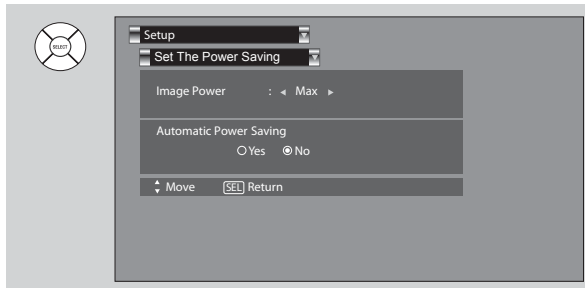 SELECT
Setup
Set The Power Saving
Image Power : ◄ Max ►
Automatic Power Saving
Yes No
Move SEL Return